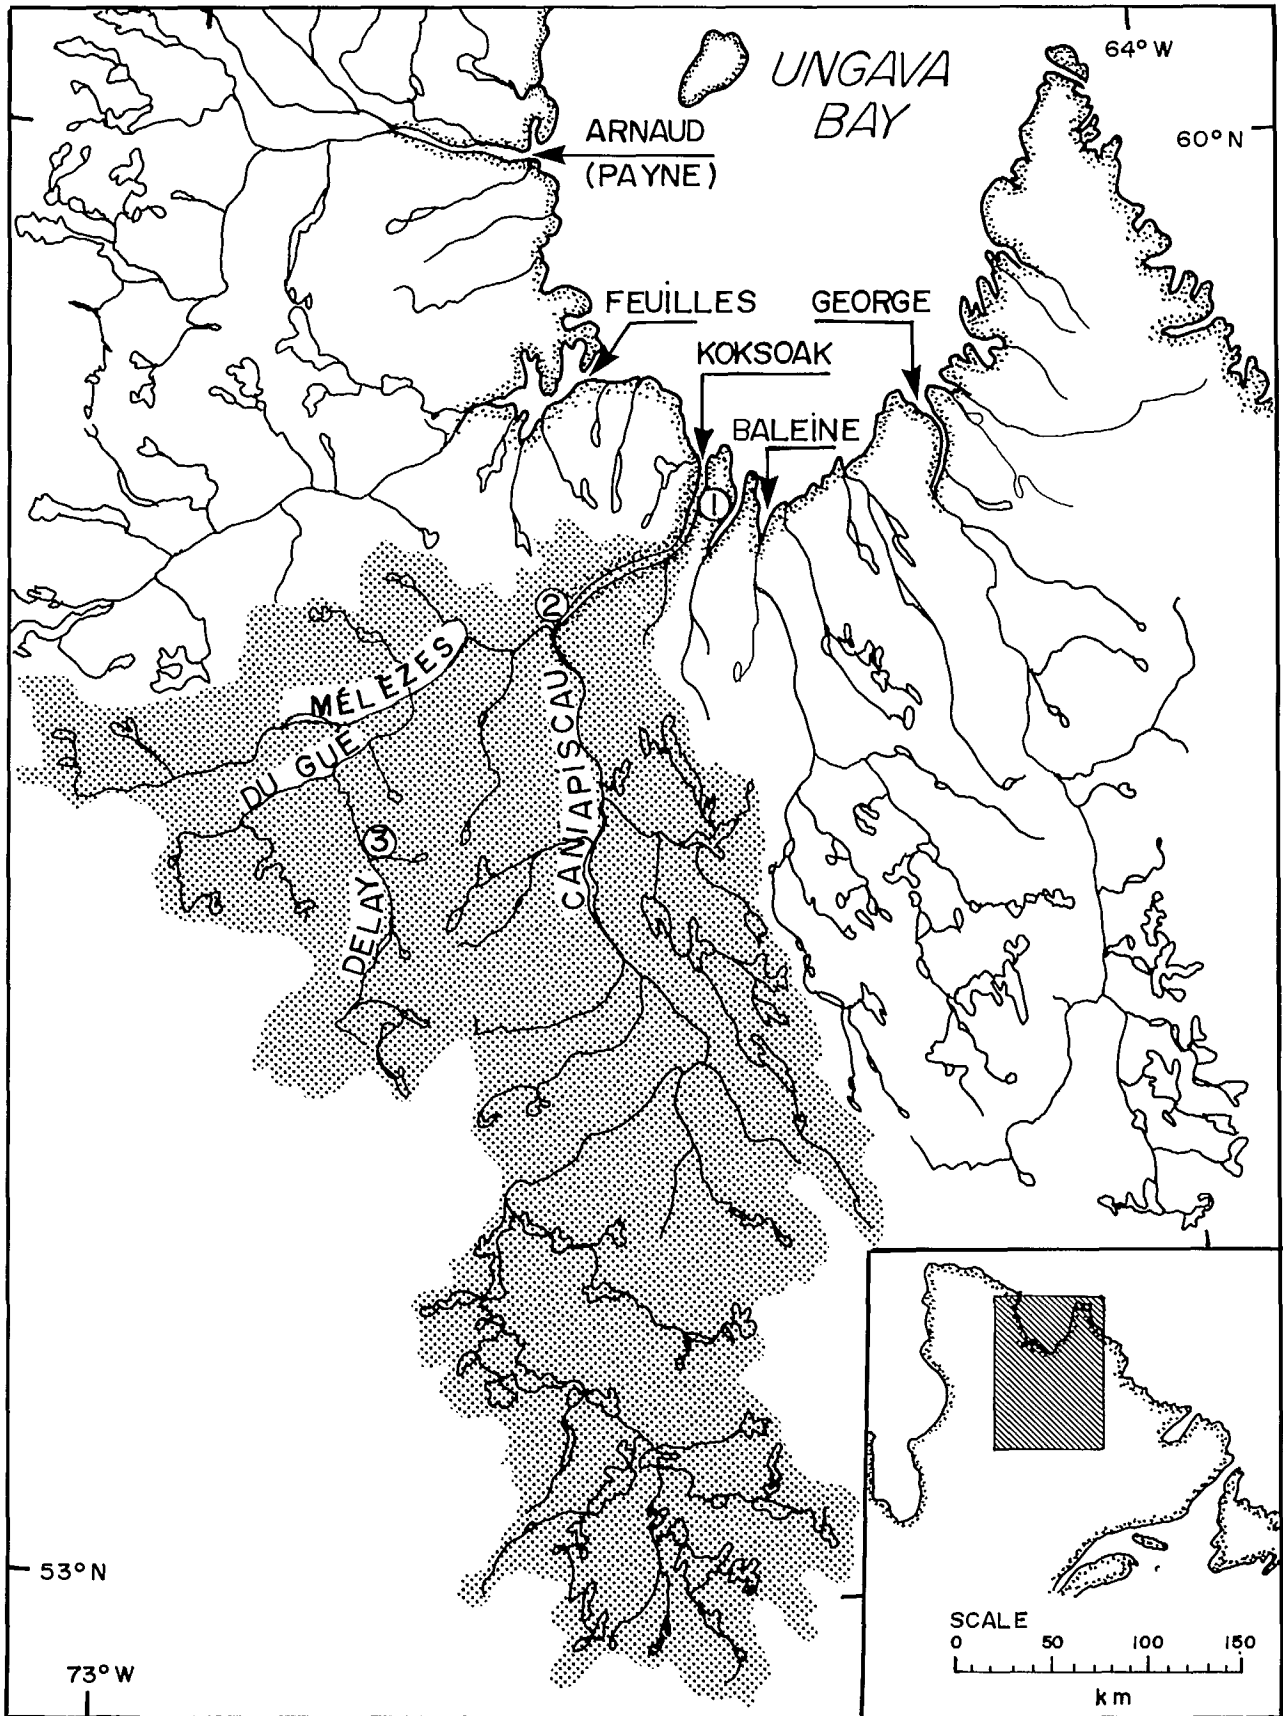 64° W
UNGAVA
BAY
60° N
ARNAUD
(PAYNE)
FEUiLLES
GEORGE
KOKSOAK
BALEiNE
1
2
MÉLÈZES
CANIAPISCAU
DU GUÉ
3
DELAY
53° N
73° W
SCALE
0 50 100 150
km